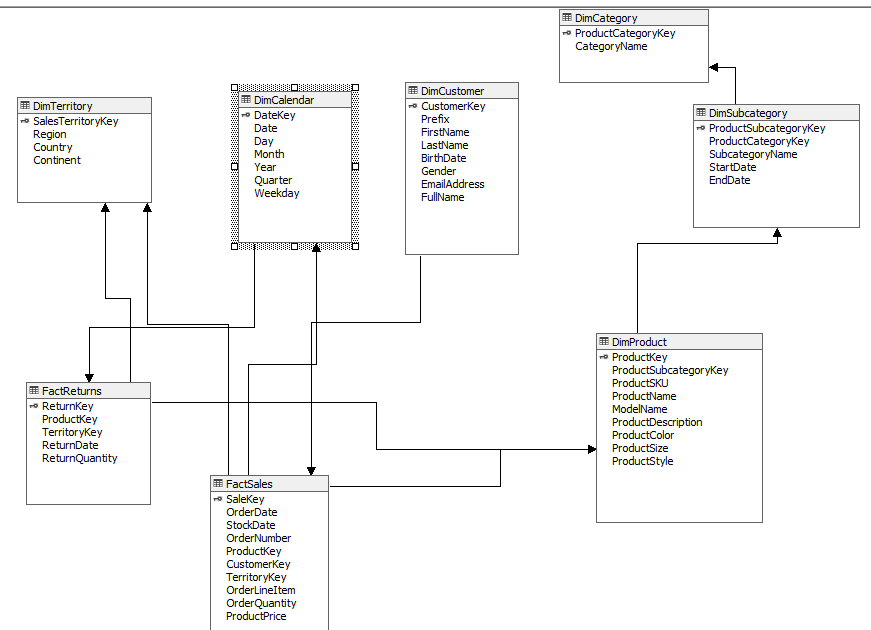 DimCategory
ProductCategoryKey
CategoryName
DimTerritory
SalesTerritoryKey
Region
Country
Continent
DimCalendar
DateKey
Date
Day
Month
Year
Quarter
Weekday
DimCustomer
CustomerKey
Prefix
FirstName
LastName
BirthDate
Gender
EmailAddress
FullName
DimSubcategory
ProductSubcategoryKey
ProductCategoryKey
SubcategoryName
StartDate
EndDate
DimProduct
ProductKey
ProductSubcategoryKey
ProductSKU
ProductName
ModelName
ProductDescription
ProductColor
ProductSize
ProductStyle
FactReturns
ReturnKey
ProductKey
TerritoryKey
ReturnDate
ReturnQuantity
FactSales
SaleKey
OrderDate
StockDate
OrderNumber
ProductKey
CustomerKey
TerritoryKey
OrderLineItem
OrderQuantity
ProductPrice